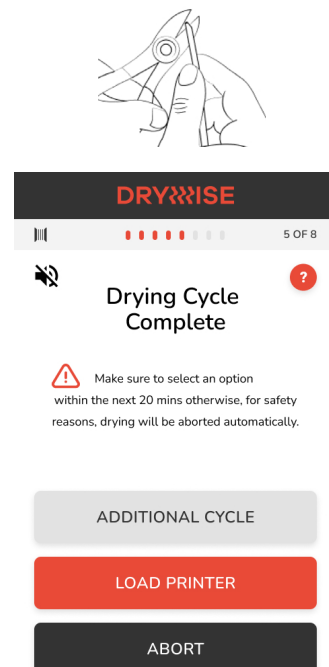 DRYWISE
5 OF 8
?
Drying Cycle
Complete
Make sure to select an option
within the next 20 mins otherwise, for safety
reasons, drying will be aborted automatically.
ADDITIONAL CYCLE
LOAD PRINTER
ABORT